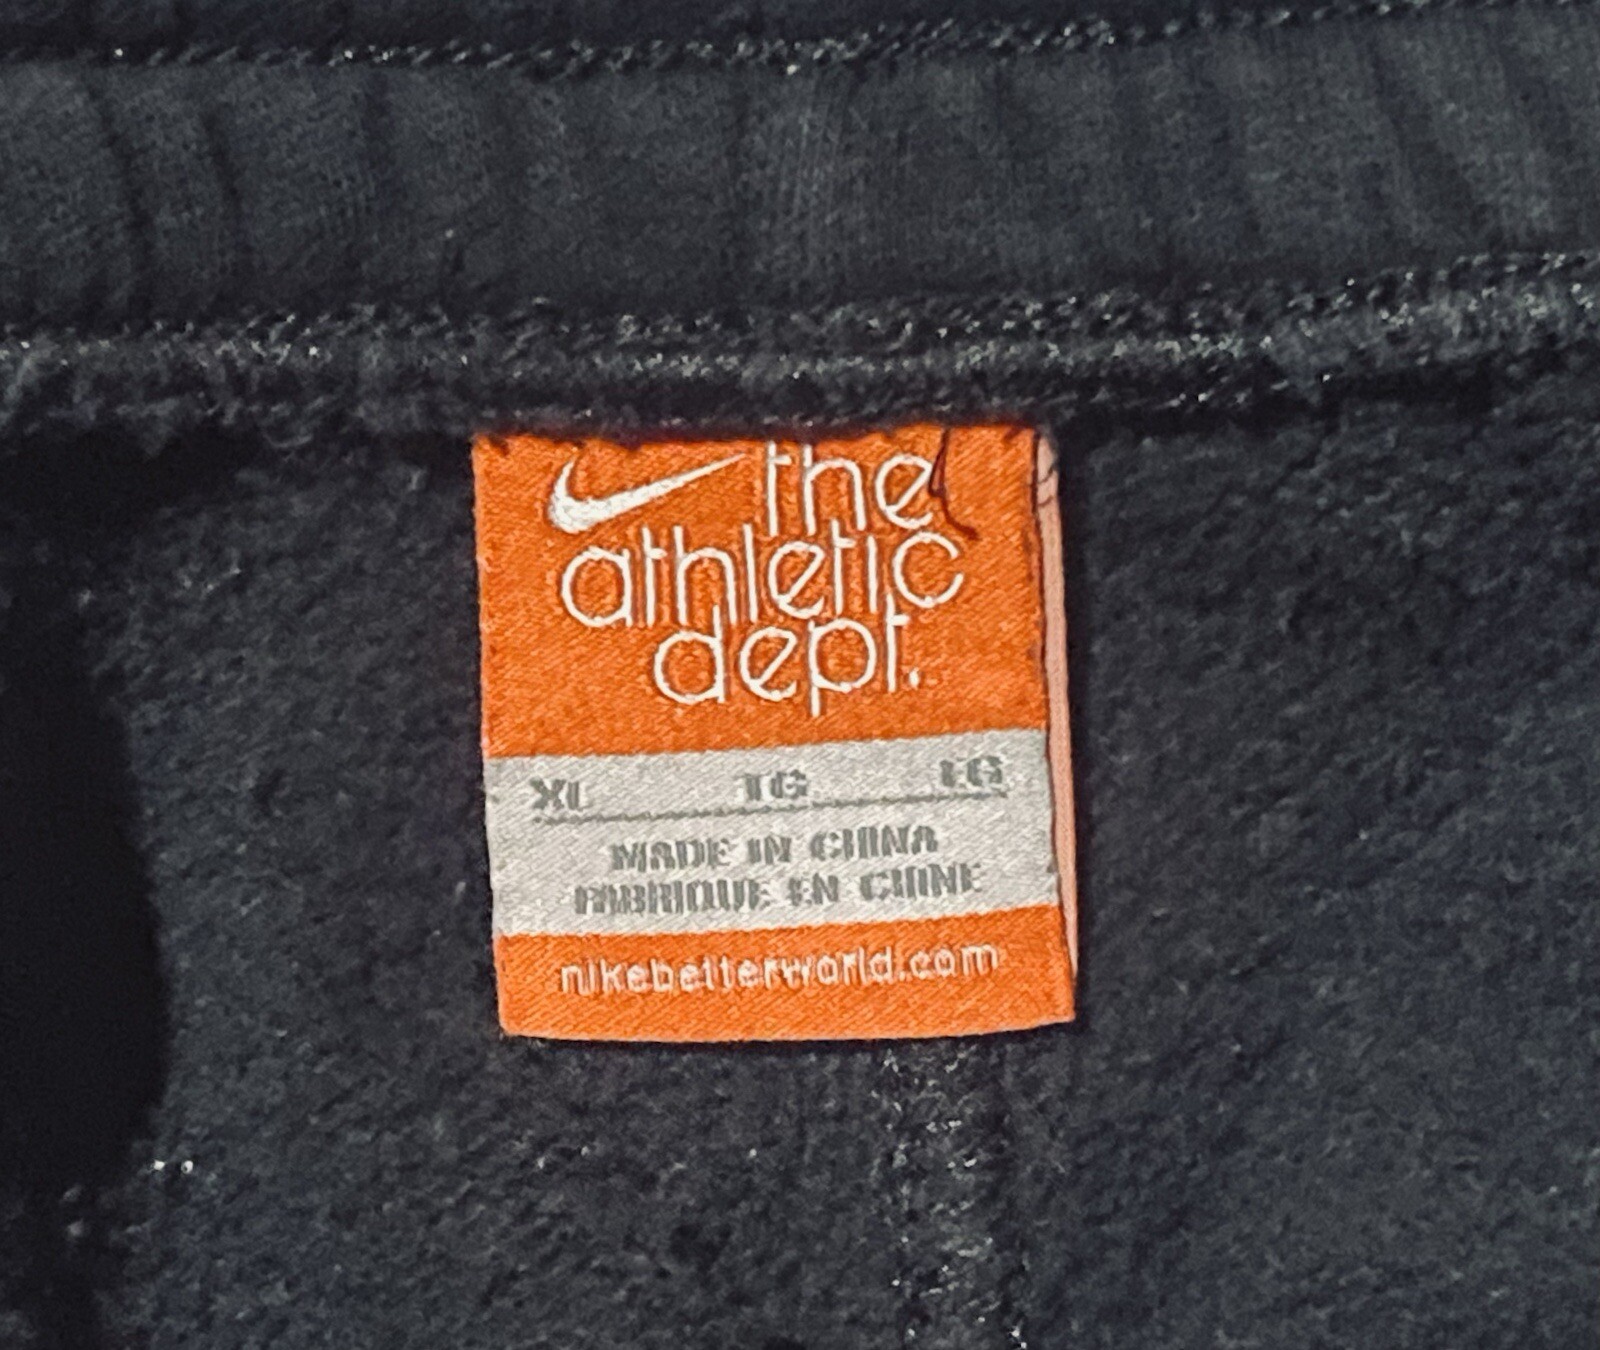 the
athletic
dept.
XL TG EG
MADE IN CHINA
FABRIQUE EN CHINE
nikebetterworld.com